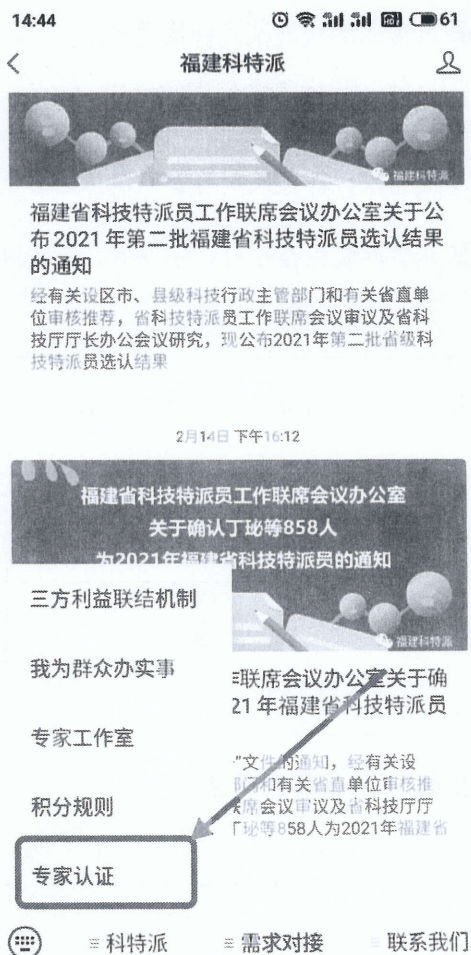 14:44
61
福建科特派
福建科特派
福建省科技特派员工作联席会议办公室关于公
布2021年第二批福建省科技特派员选认结果
的通知
经有关设区市、县级科技行政主管部门和有关省直单
位审核推荐，省科技特派员工作联席会议审议及省科
技厅厅长办公会议研究，现公布2021年第二批省级科
技特派员选认结果
2月14日 下午16:12
福建省科技特派员工作联席会议办公室
关于确认丁珌等858人
为2021年福建省科技特派员的通知
福建科特派
联席会议办公室关于确
21年福建省科技特派员
”文件的通知，经有关设
部门和有关省直单位审核推
席会议审议及省科技厅厅
丁珌等858人为2021年福建省
三方利益联结机制
我为群众办实事
专家工作室
积分规则
专家认证
科特派
需求对接
联系我们